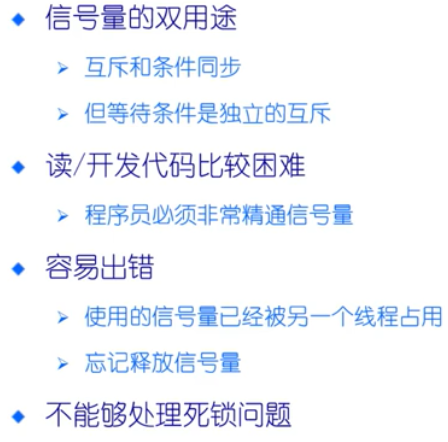 信号量的双用途
互斥和条件同步
但等待条件是独立的互斥
读/开发代码比较困难
程序员必须非常精通信号量
容易出错
使用的信号量已经被另一个线程占用
忘记释放信号量
不能够处理死锁问题